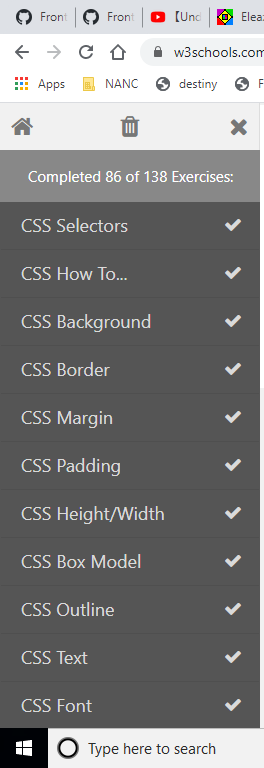 Front
Front
【Und
Eleaz
w3schools.com
Apps
NANC
destiny
F
Completed 86 of 138 Exercises:
CSS Selectors
CSS How To...
CSS Background
CSS Border
CSS Margin
CSS Padding
CSS Height/Width
CSS Box Model
CSS Outline
CSS Text
CSS Font
Type here to search